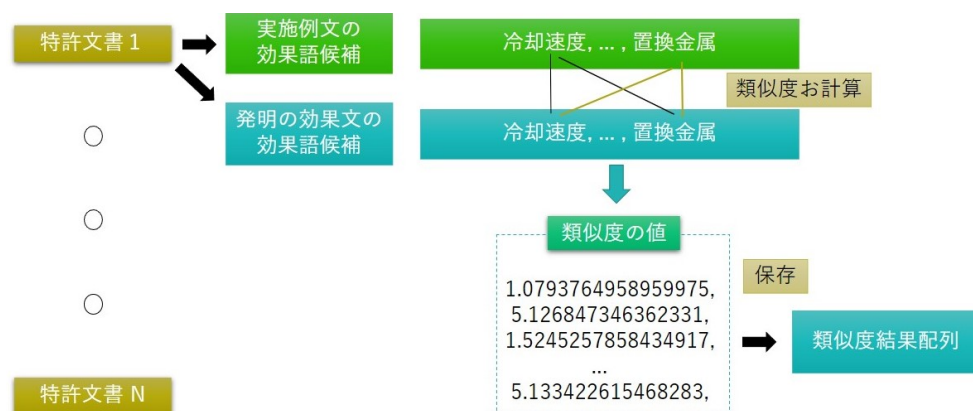 特許文書 1
実施例文の
効果語候補
冷却速度, ... , 置換金属
類似度お計算
発明の効果文の
効果語候補
冷却速度, ... , 置換金属
類似度の値
1.0793764958959975,
5.126847346362331,
1.5245257858434917,
...
5.133422615468283,
保存
類似度結果配列
特許文書 N